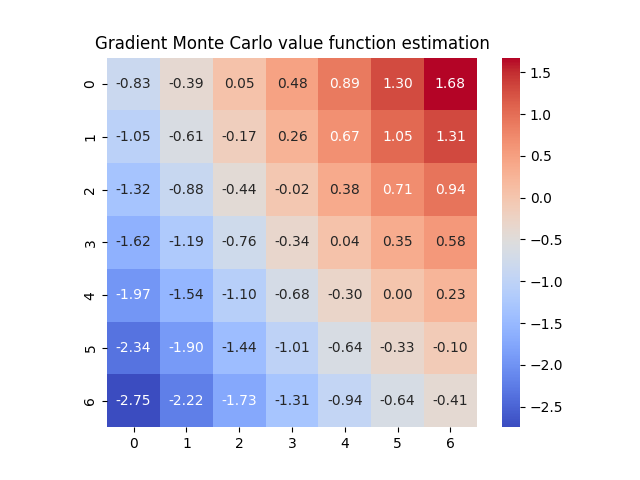 Gradient Monte Carlo value function estimation
0 -0.83 -0.39 0.05 0.48 0.89 1.30 1.68
1 -1.05 -0.61 -0.17 0.26 0.67 1.05 1.31
2 -1.32 -0.88 -0.44 -0.02 0.38 0.71 0.94
3 -1.62 -1.19 -0.76 -0.34 0.04 0.35 0.58
4 -1.97 -1.54 -1.10 -0.68 -0.30 0.00 0.23
5 -2.34 -1.90 -1.44 -1.01 -0.64 -0.33 -0.10
6 -2.75 -2.22 -1.73 -1.31 -0.94 -0.64 -0.41
0 1 2 3 4 5 6
1.5
1.0
0.5
0.0
−0.5
−1.0
−1.5
−2.0
−2.5